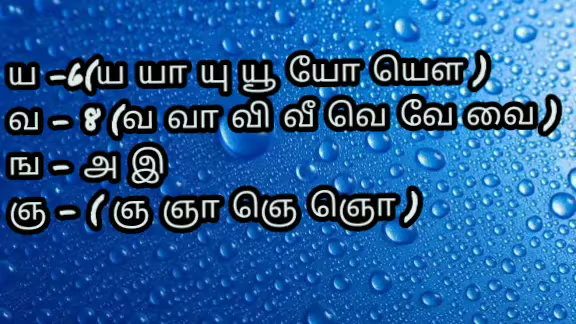 ய -6(ய யா யு யூ யோ யௌ)
வ - 8 (வ வா வி வீ வெ வே வை)
ங - அ இ
ஞ - ( ஞ ஞா ஞெ ஞொ)